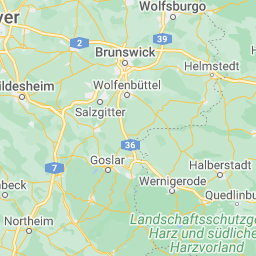 Wolfsburgo
yer
2
39
Brunswick
Helmstedt
ildesheim
Wolfenbüttel
Salzgitter
36
Goslar
7
Halberstadt
Wernigerode
beck
Quedlinbu
Northeim
Landschaftsschutzge
Harz und südliche
Harzvorland